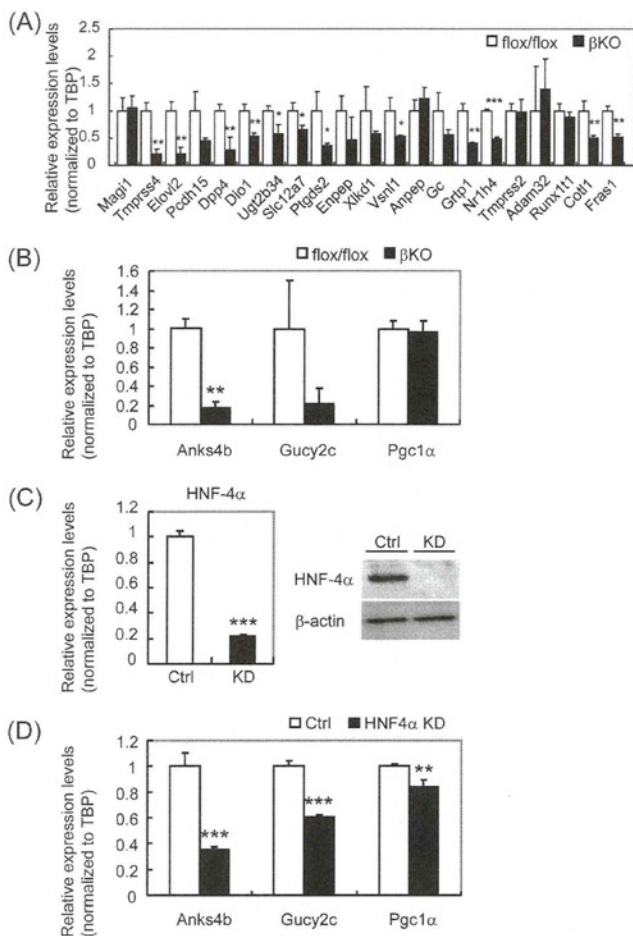 (A)
Relative expression levels
(normalized to TBP)
2.5
2
1.5
1
0.5
0
flox/flox βKO
** ** ** ** * * * * ** *** ** **
Magi1 Tmprss4 Elovl2 Pcdh15 Dpp4 Dlo1 Ugt2b34 Slc12a7 Ptgds2 Enpep Xlkd1 Vsnl1 Anpep Gc Grtp1 Nr1h4 Tmprss2 Adam32 Runx1t1 Cotl1 Fras1
(B)
flox/flox βKO
Relative expression levels
(normalized to TBP)
1.6
1.4
1.2
1
0.8
0.6
0.4
0.2
0
**
Anks4b Gucy2c Pgc1α
(C)
HNF-4α
Relative expression levels
(normalized to TBP)
1.2
1
0.8
0.6
0.4
0.2
0
***
Ctrl KD
Ctrl KD
HNF-4α
β-actin
(D)
Ctrl HNF4α KD
Relative expression levels
(normalized to TBP)
1.2
1
0.8
0.6
0.4
0.2
0
*** *** **
Anks4b Gucy2c Pgc1α